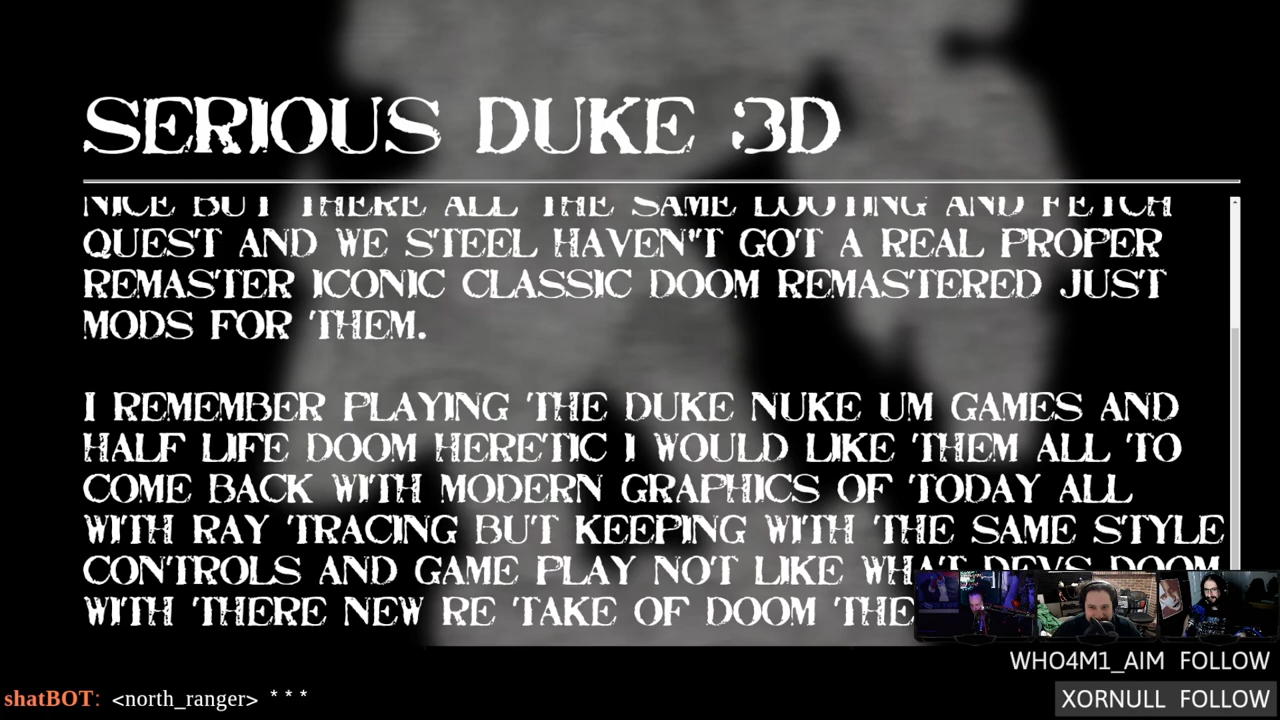 SERIOUS DUKE 3D
NICE BUT THERE ALL THE SAME LOOTING AND FETCH
QUEST AND WE STEEL HAVEN"T GOT A REAL PROPER
REMASTER ICONIC CLASSIC DOOM REMASTERED JUST
MODS FOR THEM.
I REMEMBER PLAYING THE DUKE NUKE UM GAMES AND
HALF LIFE DOOM HERETIC I WOULD LIKE THEM ALL TO
COME BACK WITH MODERN GRAPHICS OF TODAY ALL
WITH RAY TRACING BUT KEEPING WITH THE SAME STYLE
CONTROLS AND GAME PLAY NOT LIKE WHAT DEVS DOOM
WITH THERE NEW RE TAKE OF DOOM THE
WHO4M1_AIM FOLLOW
shatBOT: <north_ranger> * * *
XORNULL FOLLOW